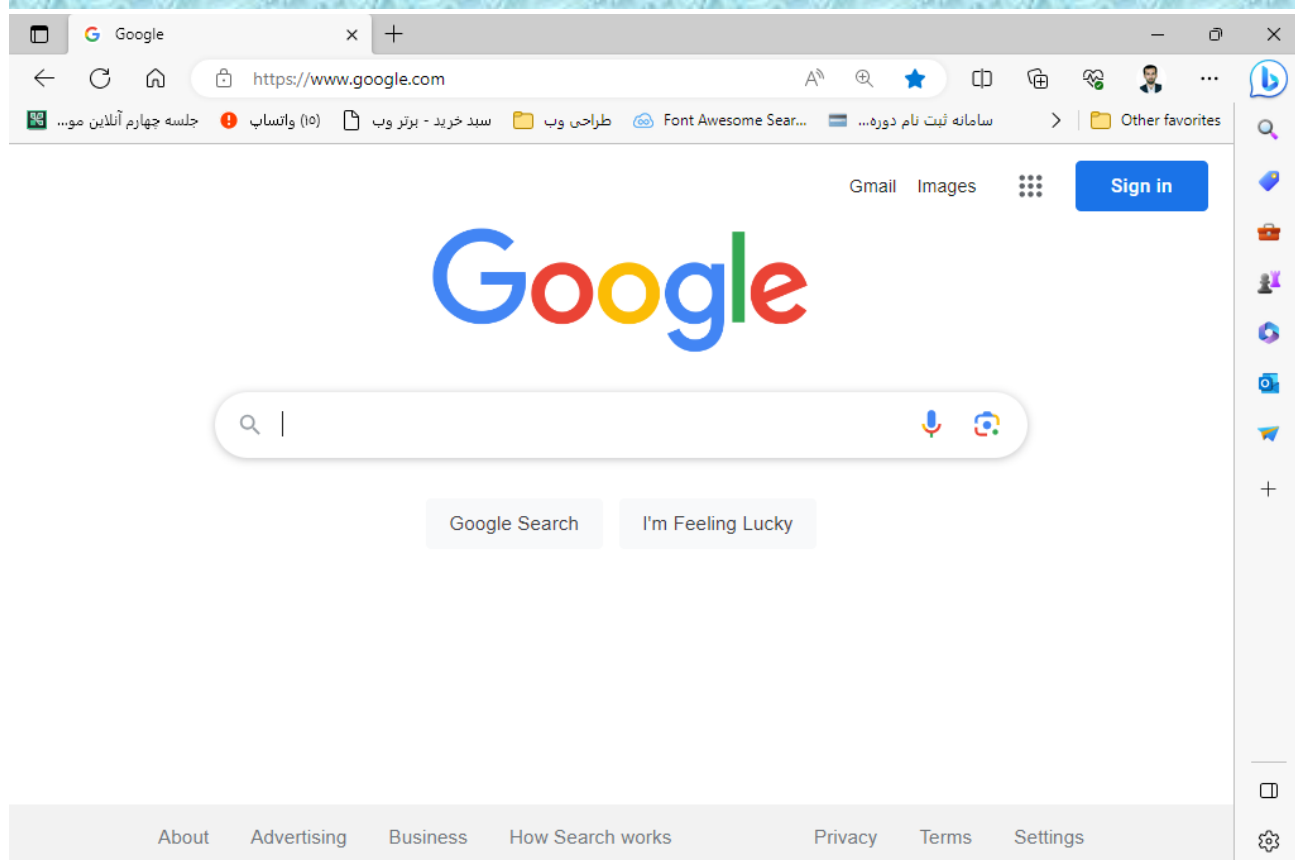 Google
https://www.google.com
جلسه چهارم آنلاین مو... (۱۵) واتساپ سبد خرید - برتر وب طراحی وب Font Awesome Sear... سامانه ثبت نام دوره... Other favorites
Gmail Images Sign in
Google
Google Search I'm Feeling Lucky
About Advertising Business How Search works Privacy Terms Settings